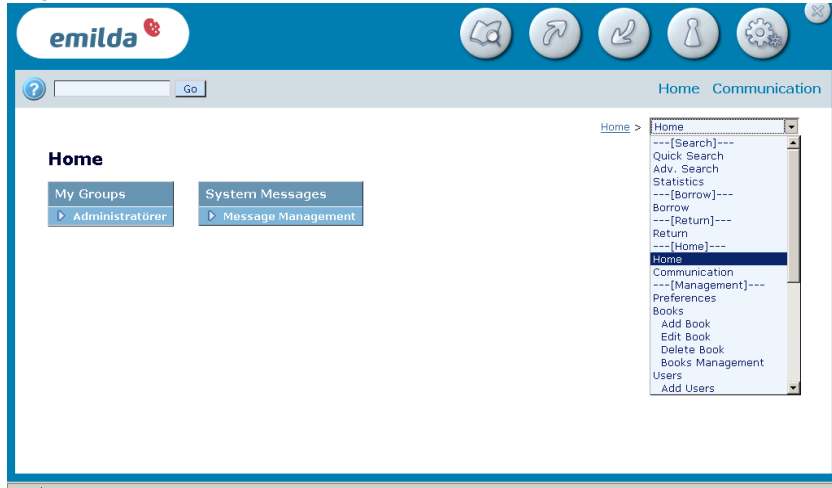 emilda
?
Go
Home Communication
Home > Home
---[Search]---
Quick Search
Adv. Search
Statistics
---[Borrow]---
Borrow
---[Return]---
Return
---[Home]---
Home
Communication
---[Management]---
Preferences
Books
Add Book
Edit Book
Delete Book
Books Management
Users
Add Users
Home
My Groups
Administratörer
System Messages
Message Management